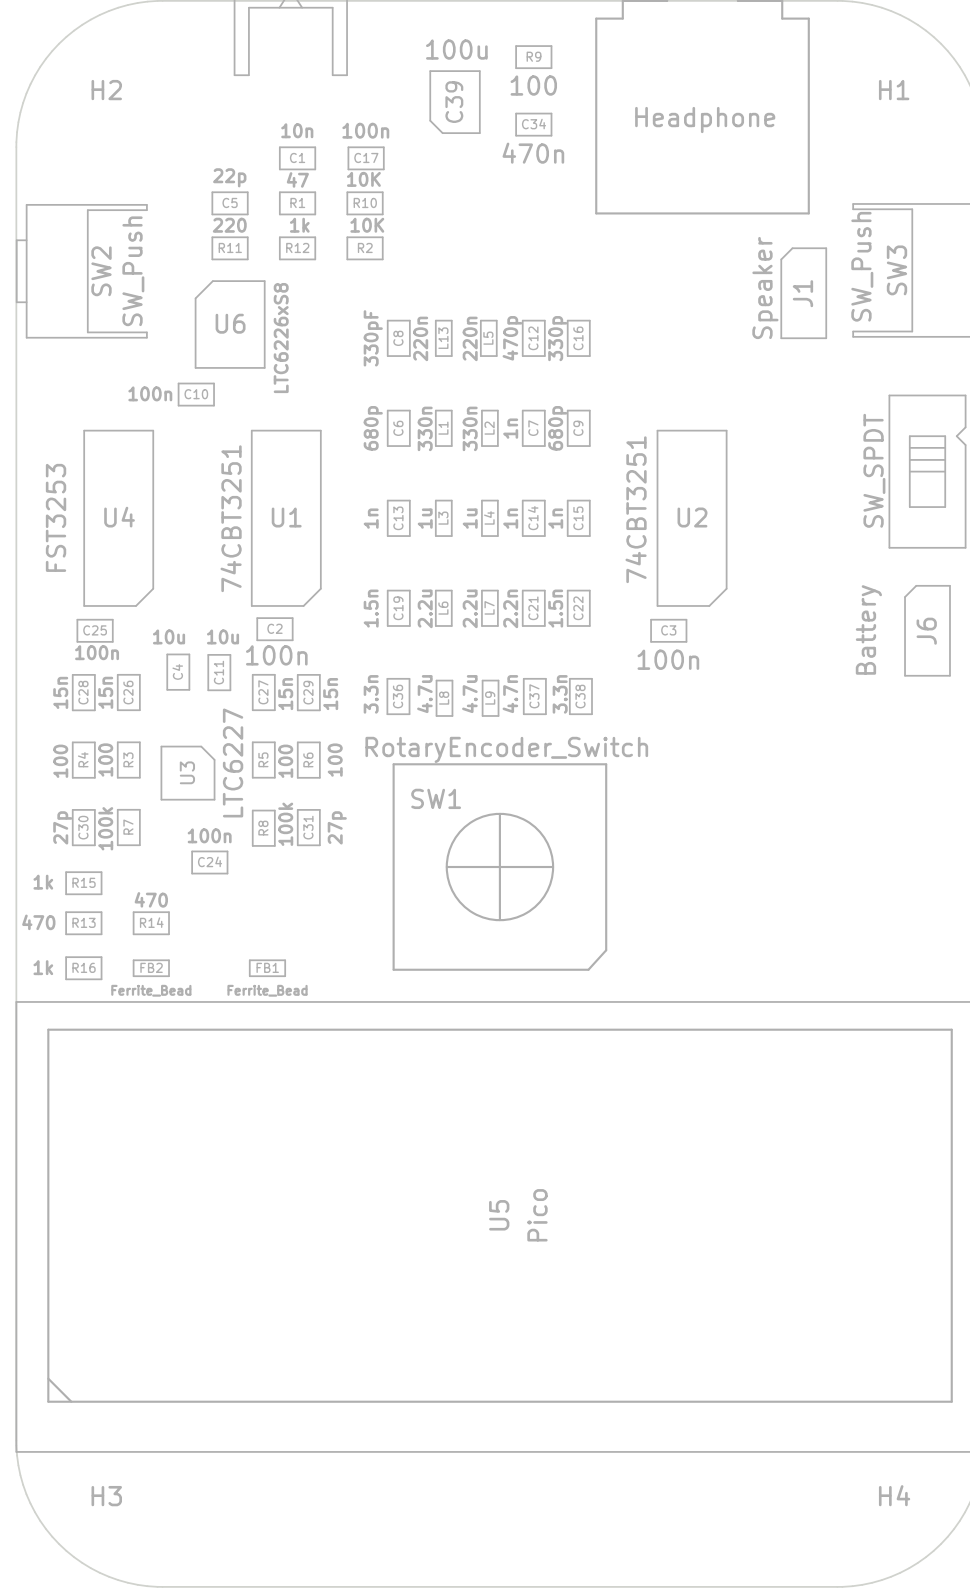 H2
100u
C39
R9
100
C34
470n
Headphone
H1
10n
C1
100n
C17
22p
C5
47
R1
10K
R10
220
R11
1k
R12
10K
R2
SW2
SW_Push
Speaker
J1
SW_Push
SW3
U6
LTC6226xS8
100n
C10
330pF
C8
220n
L13
220n
L5
470p
C12
330p
C16
680p
C6
330n
L1
330n
L2
1n
C7
680p
C9
SW_SPDT
FST3253
U4
74CBT3251
U1
1n
C13
1u
L3
1u
L4
1n
C14
1n
C15
74CBT3251
U2
1.5n
C19
2.2u
L6
2.2u
L7
2.2n
C21
1.5n
C22
Battery
J6
C25
100n
10u
C4
10u
C11
C2
100n
C3
100n
15n
C28
15n
C26
C27
15n
C29
15n
3.3n
C36
4.7u
L8
4.7u
L9
4.7n
C37
3.3n
C38
100
R4
100
R3
U3
LTC6227
R5
100
R6
100
RotaryEncoder_Switch
SW1
27p
C30
100k
R7
100n
C24
R8
100k
C31
27p
1k
R15
470
R13
470
R14
1k
R16
FB2
Ferrite_Bead
FB1
Ferrite_Bead
U5
Pico
H3
H4